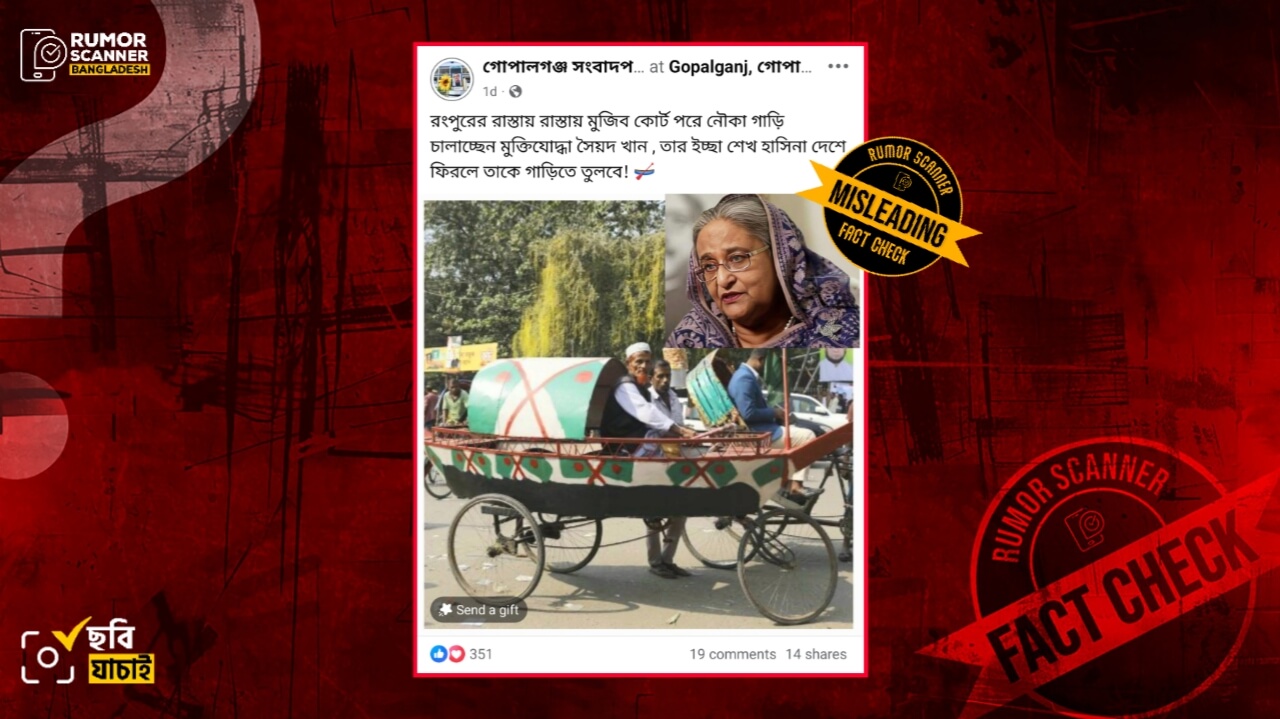 RUMOR
SCANNER
BANGLADESH
গোপালগঞ্জ সংবাদপ... at Gopalganj, গোপা...
1d
রংপুরের রাস্তায় রাস্তায় মুজিব কোর্ট পরে নৌকা গাড়ি
চালাচ্ছেন মুক্তিযোদ্ধা সৈয়দ খান , তার ইচ্ছা শেখ হাসিনা দেশে
ফিরলে তাকে গাড়িতে তুলবে!
RUMOR SCANNER
MISLEADING
FACT CHECK
Send a gift
351
19 comments 14 shares
ছবি
যাচাই
RUMOR SCANNER
FACT CHECK